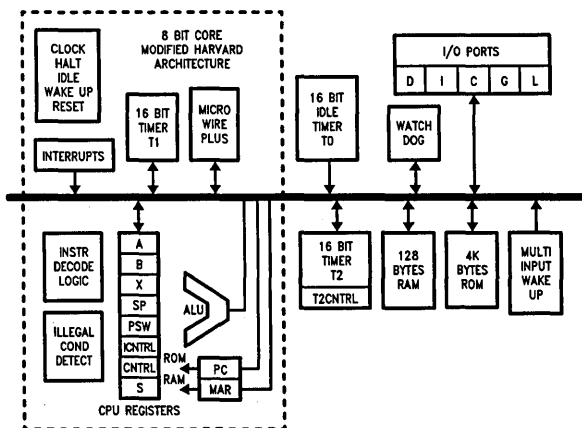 CLOCK
HALT
IDLE
WAKE UP
RESET
8 BIT CORE
MODIFIED HARVARD
ARCHITECTURE
INTERRUPTS
16 BIT
TIMER
T1
MICRO
WIRE
PLUS
16 BIT
IDLE
TIMER
T0
WATCH
DOG
I/O PORTS
D I C G L
INSTR
DECODE
LOGIC
ILLEGAL
COND
DETECT
A
B
X
SP
PSW
ICNTRL
CNTRL
S
CPU REGISTERS
ALU
ROM
RAM
PC
MAR
16 BIT
TIMER
T2
T2CNTRL
128
BYTES
RAM
4K
BYTES
ROM
MULTI
INPUT
WAKE
UP